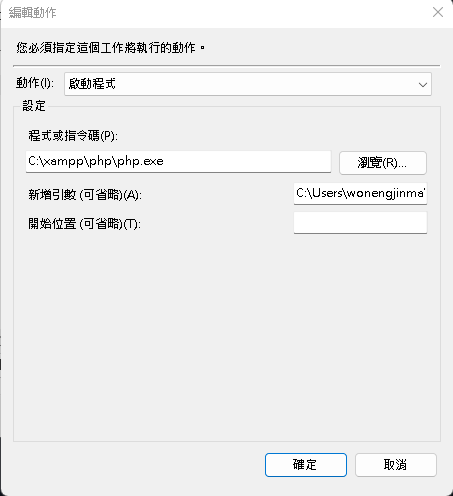 編輯動作
您必須指定這個工作將執行的動作。
動作(I): 啟動程式
設定
程式或指令碼(P):
C:\xampp\php\php.exe 瀏覽(R)...
新增引數 (可省略)(A): C:\Users\wonengjinma
開始位置 (可省略)(T):
確定 取消